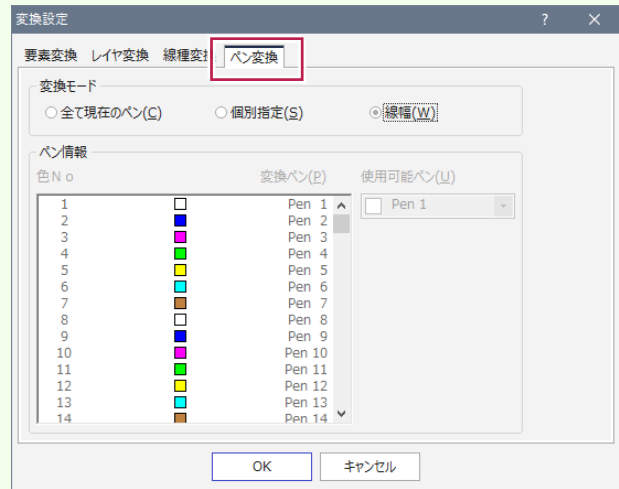 変換設定 ? ×
要素変換 レイヤ変換 線種変 ペン変換
変換モード
全て現在のペン(C) 個別指定(S) 線幅(W)
ペン情報
色No 変換ペン(P) 使用可能ペン(U)
1 Pen 1 Pen 1
2 Pen 2
3 Pen 3
4 Pen 4
5 Pen 5
6 Pen 6
7 Pen 7
8 Pen 8
9 Pen 9
10 Pen 10
11 Pen 11
12 Pen 12
13 Pen 13
14 Pen 14
OK キャンセル